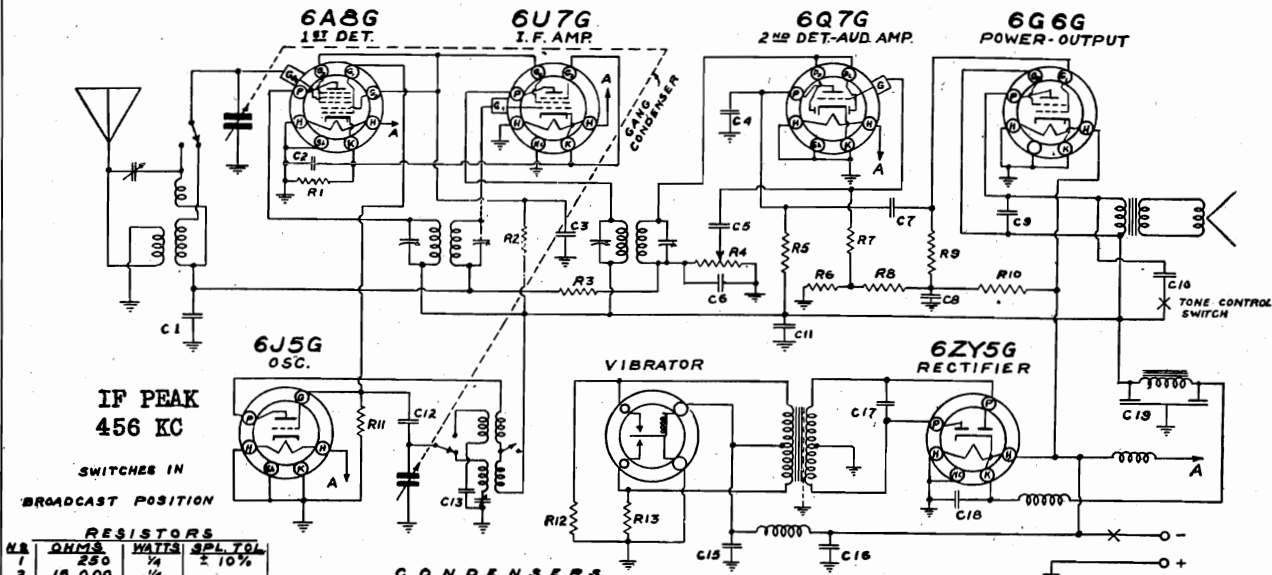 6A8G
1ST DET.
6U7G
I.F. AMP.
6Q7G
2ND DET.-AUD. AMP.
6G6G
POWER-OUTPUT
GANG CONDENSER
A
A
A
C2
R1
C4
C1
R2
C3
R3
C5
R4
C6
R5
R7
C7
R6
R8
R9
C8
R10
C9
C10
TONE CONTROL
SWITCH
C11
6J5G
OSC.
VIBRATOR
6ZY5G
RECTIFIER
IF PEAK
456 KC
SWITCHES IN
BROADCAST POSITION
R11
A
C12
C13
R12
R13
C15
C16
C17
C18
C19
A
-
+
RESISTORS
No OHMS WATTS SPL. TOL.
1 250 1/4 ± 10%
CONDENSERS